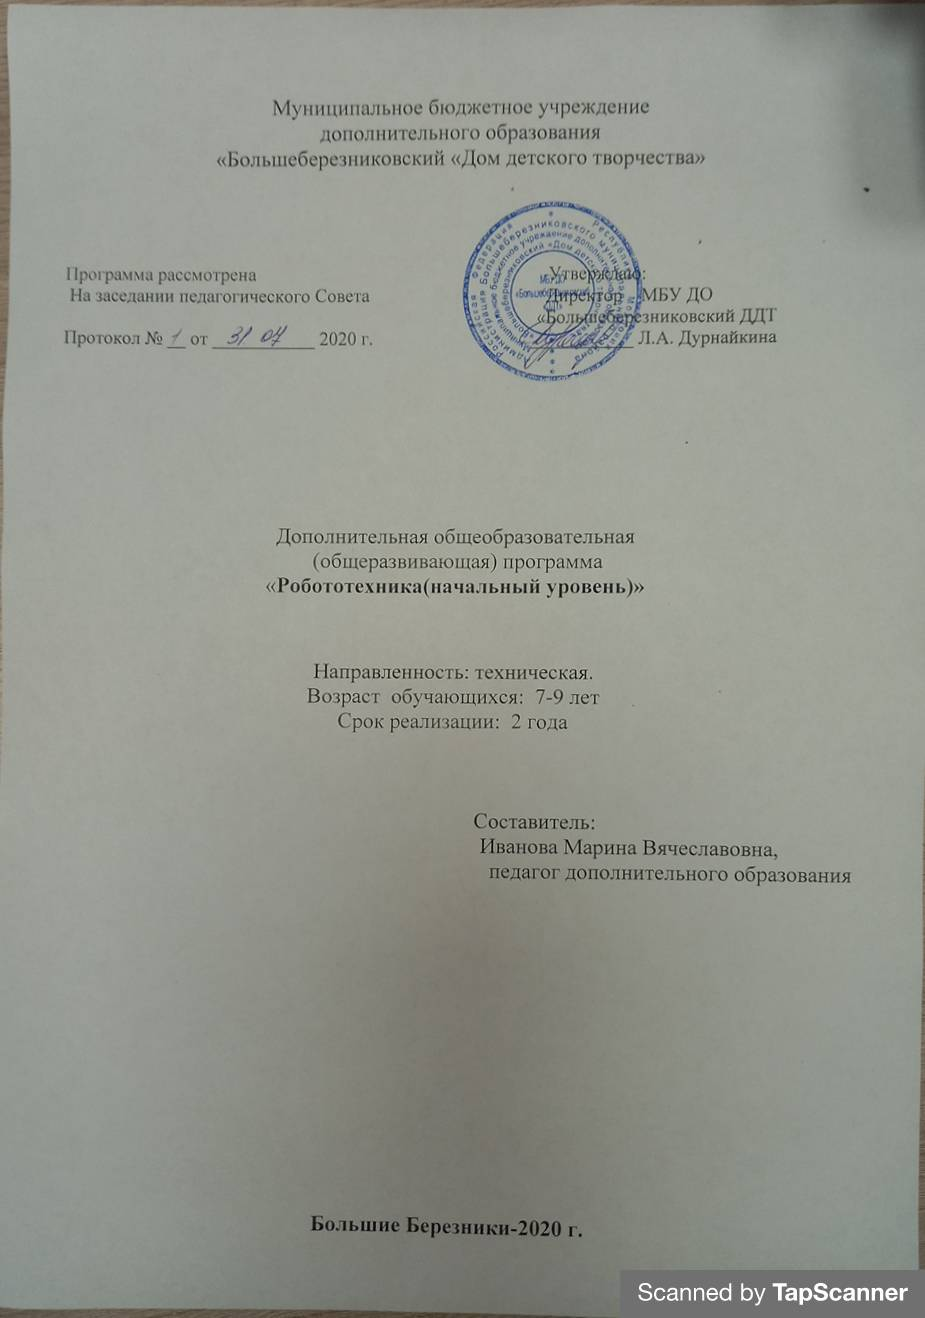 Муниципальное бюджетное учреждение
дополнительного образования
«Большеберезниковский «Дом детского творчества»
Программа рассмотрена
На заседании педагогического Совета
Протокол № 1 от 31 07 2020 г.
Утверждаю:
Директор МБУ ДО
«Большеберезниковский ДДТ
Л.А. Дурнайкина
Дополнительная общеобразовательная
(общеразвивающая) программа
«Робототехника(начальный уровень)»
Направленность: техническая.
Возраст обучающихся: 7-9 лет
Срок реализации: 2 года
Составитель:
Иванова Марина Вячеславовна,
педагог дополнительного образования
Большие Березники-2020 г.
Scanned by TapScanner